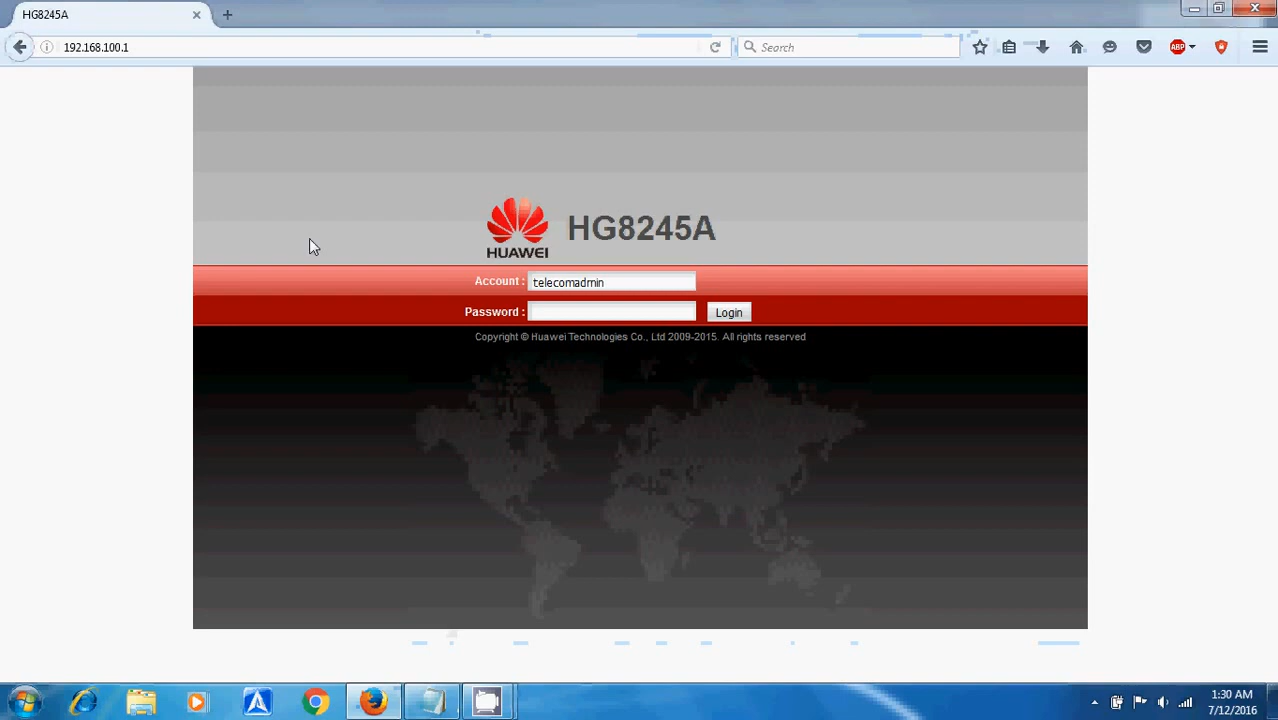 HG8245A
192.168.100.1
Search
ABP
HUAWEI
HG8245A
Account : telecomadmin
Password :
Login
Copyright © Huawei Technologies Co., Ltd 2009-2015. All rights reserved
1:30 AM
7/12/2016